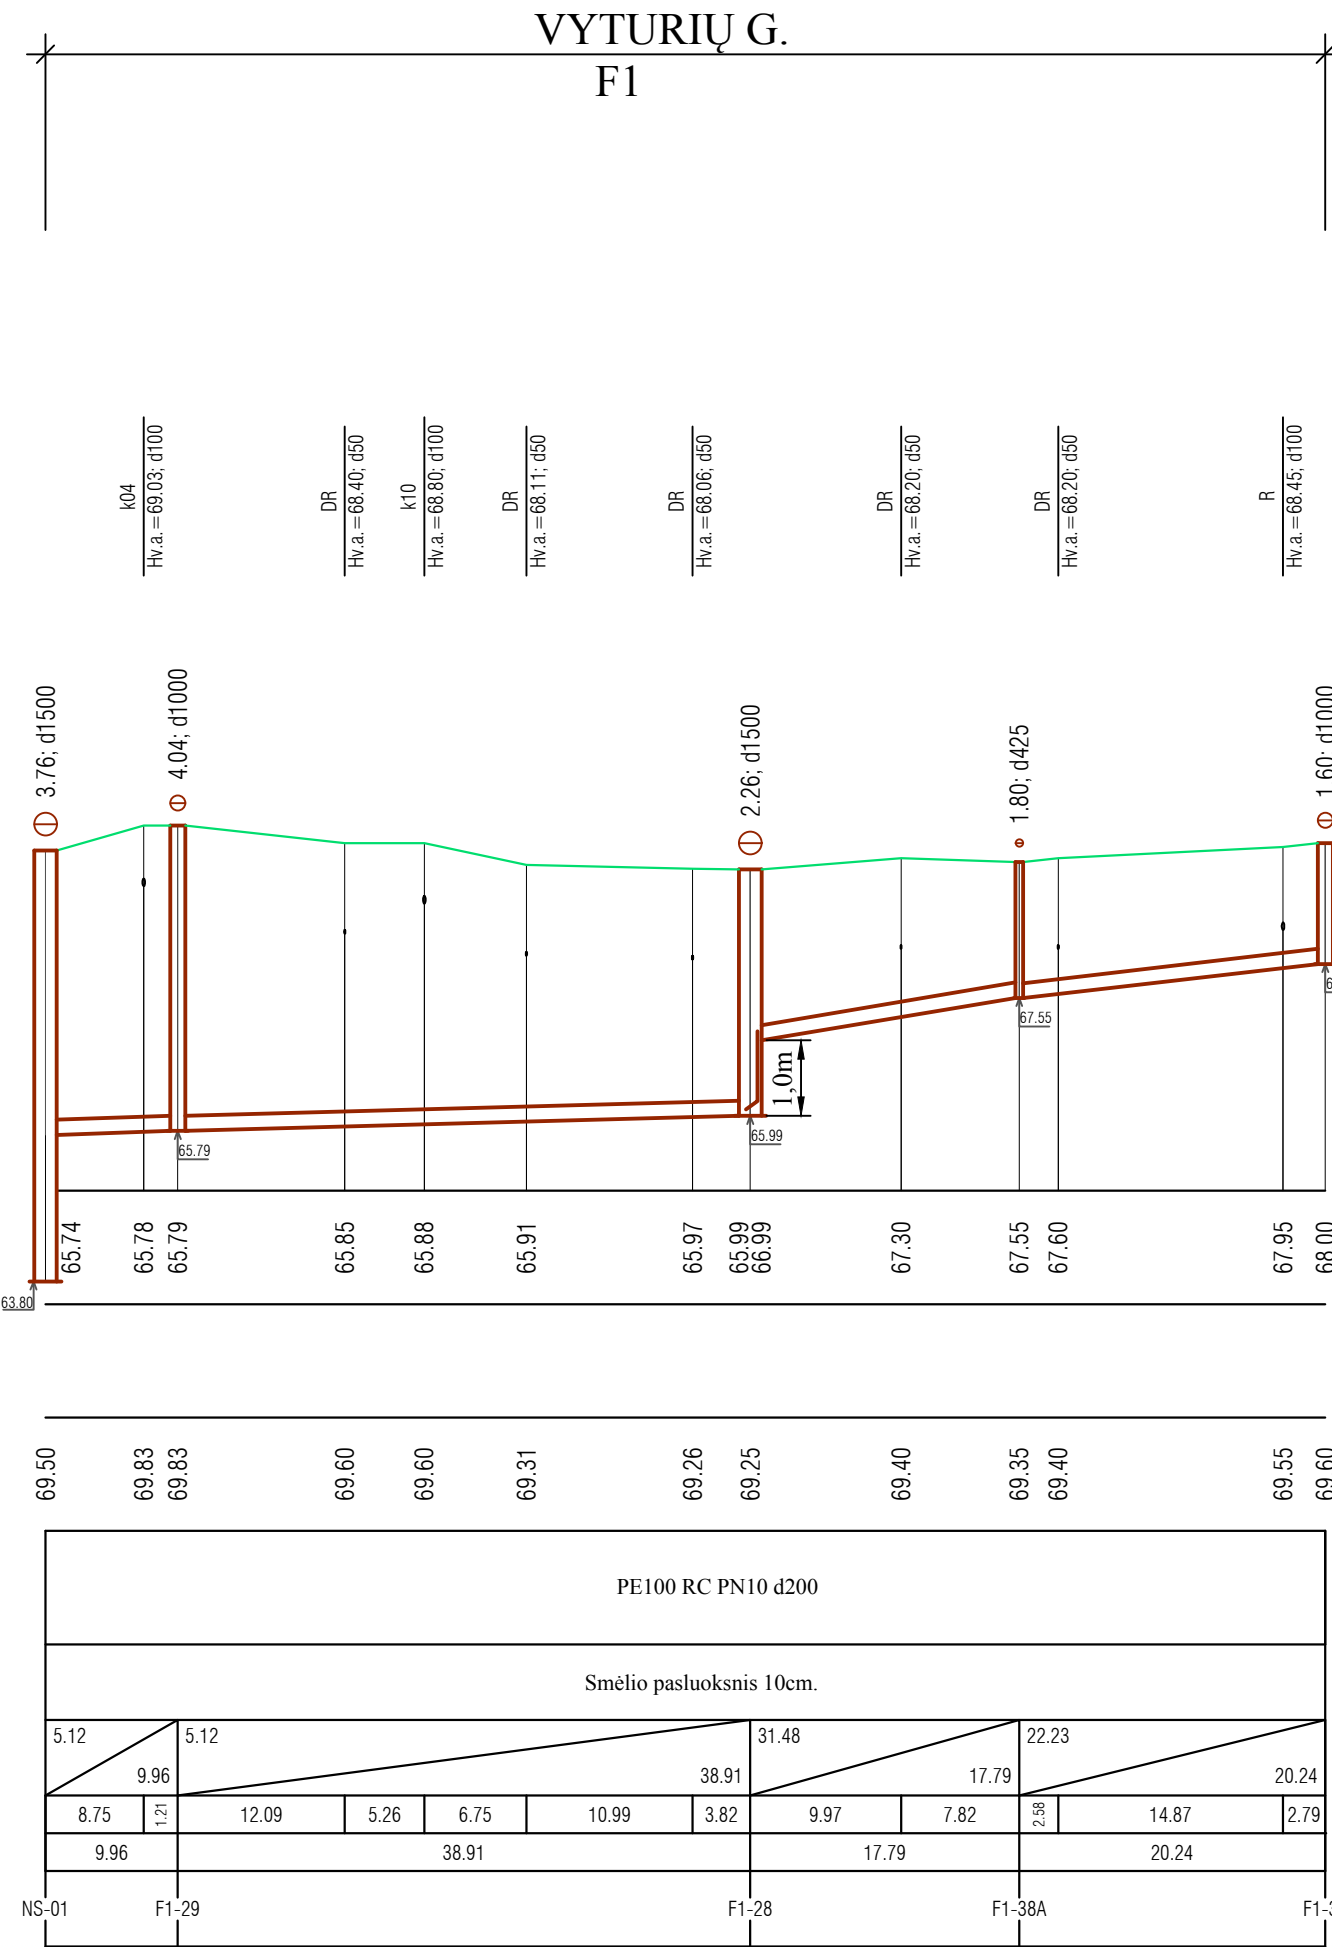 VYTURIŲ G.
F1
k04
Hv.a.=69.03; d100
DR
Hv.a.=68.40; d50
k10
Hv.a.=68.80; d100
DR
Hv.a.=68.11; d50
DR
Hv.a.=68.06; d50
DR
Hv.a.=68.20; d50
DR
Hv.a.=68.20; d50
R
Hv.a.=68.45; d100
3.76; d1500
4.04; d1000
2.26; d1500
1.80; d425
1.60; d1000
1,0m
67.55
65.79
65.99
63.80
65.74
65.78
65.79
65.85
65.88
65.91
65.97
65.99
66.99
67.30
67.55
67.60
67.95
68.00
69.50
69.83
69.83
69.60
69.60
69.31
69.26
69.25
69.40
69.35
69.40
69.55
69.60
PE100 RC PN10 d200
Smėlio pasluoksnis 10cm.
5.12 5.12 31.48 22.23
9.96 38.91 17.79 20.24
8.75 1.21 12.09 5.26 6.75 10.99 3.82 9.97 7.82 2.58 14.87 2.79
9.96 38.91 17.79 20.24
NS-01 F1-29 F1-28 F1-38A